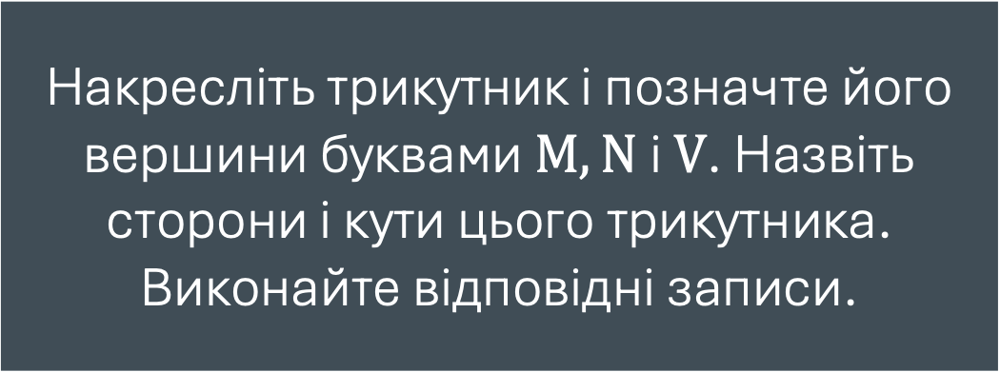 Накресліть трикутник і позначте його
вершини буквами M, N і V. Назвіть
сторони і кути цього трикутника.
Виконайте відповідні записи.